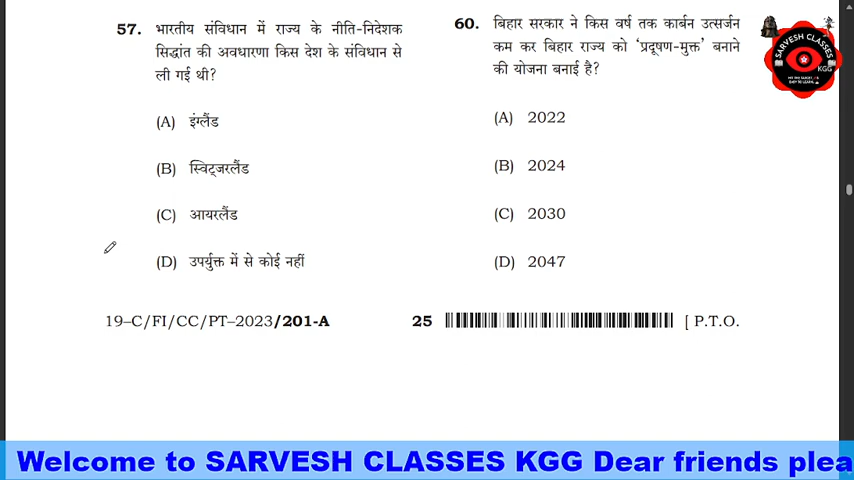 57. भारतीय संविधान में राज्य के नीति-निदेशक
सिद्धांत की अवधारणा किस देश के संविधान से
ली गई थी?
(A) इंग्लैंड
(B) स्विट्जरलैंड
(C) आयरलैंड
(D) उपर्युक्त में से कोई नहीं
60. बिहार सरकार ने किस वर्ष तक कार्बन उत्सर्जन
कम कर बिहार राज्य को 'प्रदूषण-मुक्त' बनाने
की योजना बनाई है?
(A) 2022
(B) 2024
(C) 2030
(D) 2047
SARVESH CLASSES
KGG
19–C/FI/CC/PT–2023/201-A
25
[ P.T.O.
Welcome to SARVESH CLASSES KGG Dear friends plea